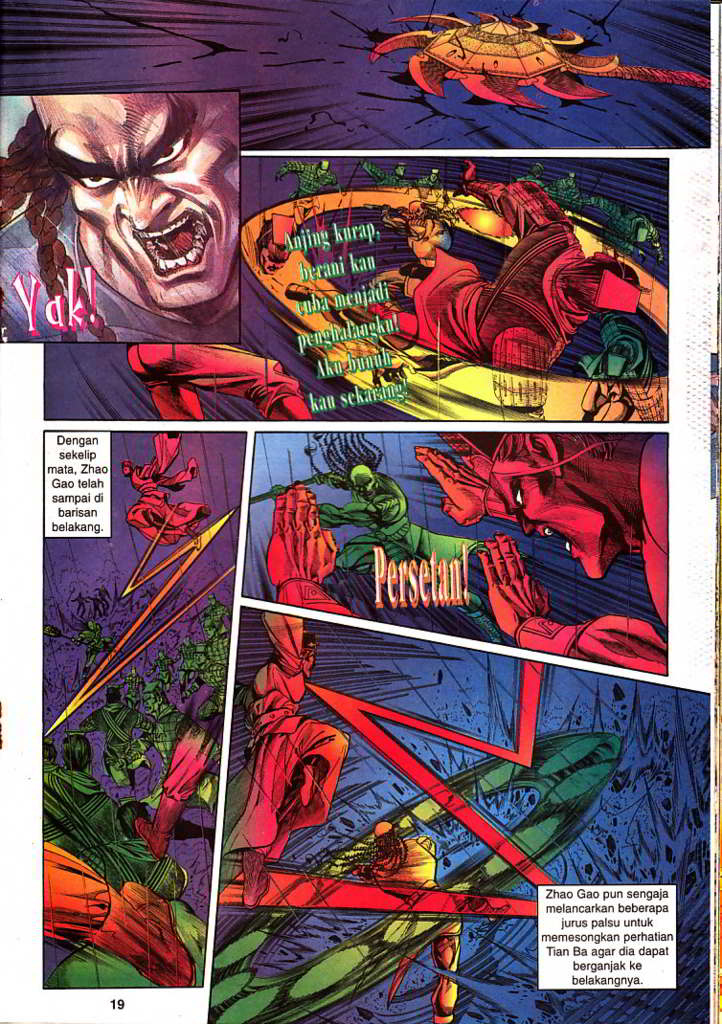 Yak!
Anjing kurap,
berani kau
cuba menjadi
penghalangku!
Aku bunuh
kau sekarang!
Dengan
sekelip
mata, Zhao
Gao telah
sampai di
barisan
belakang.
Persetan!
Zhao Gao pun sengaja
melancarkan beberapa
jurus palsu untuk
memesongkan perhatian
Tian Ba agar dia dapat
berganjak ke
belakangnya.
19